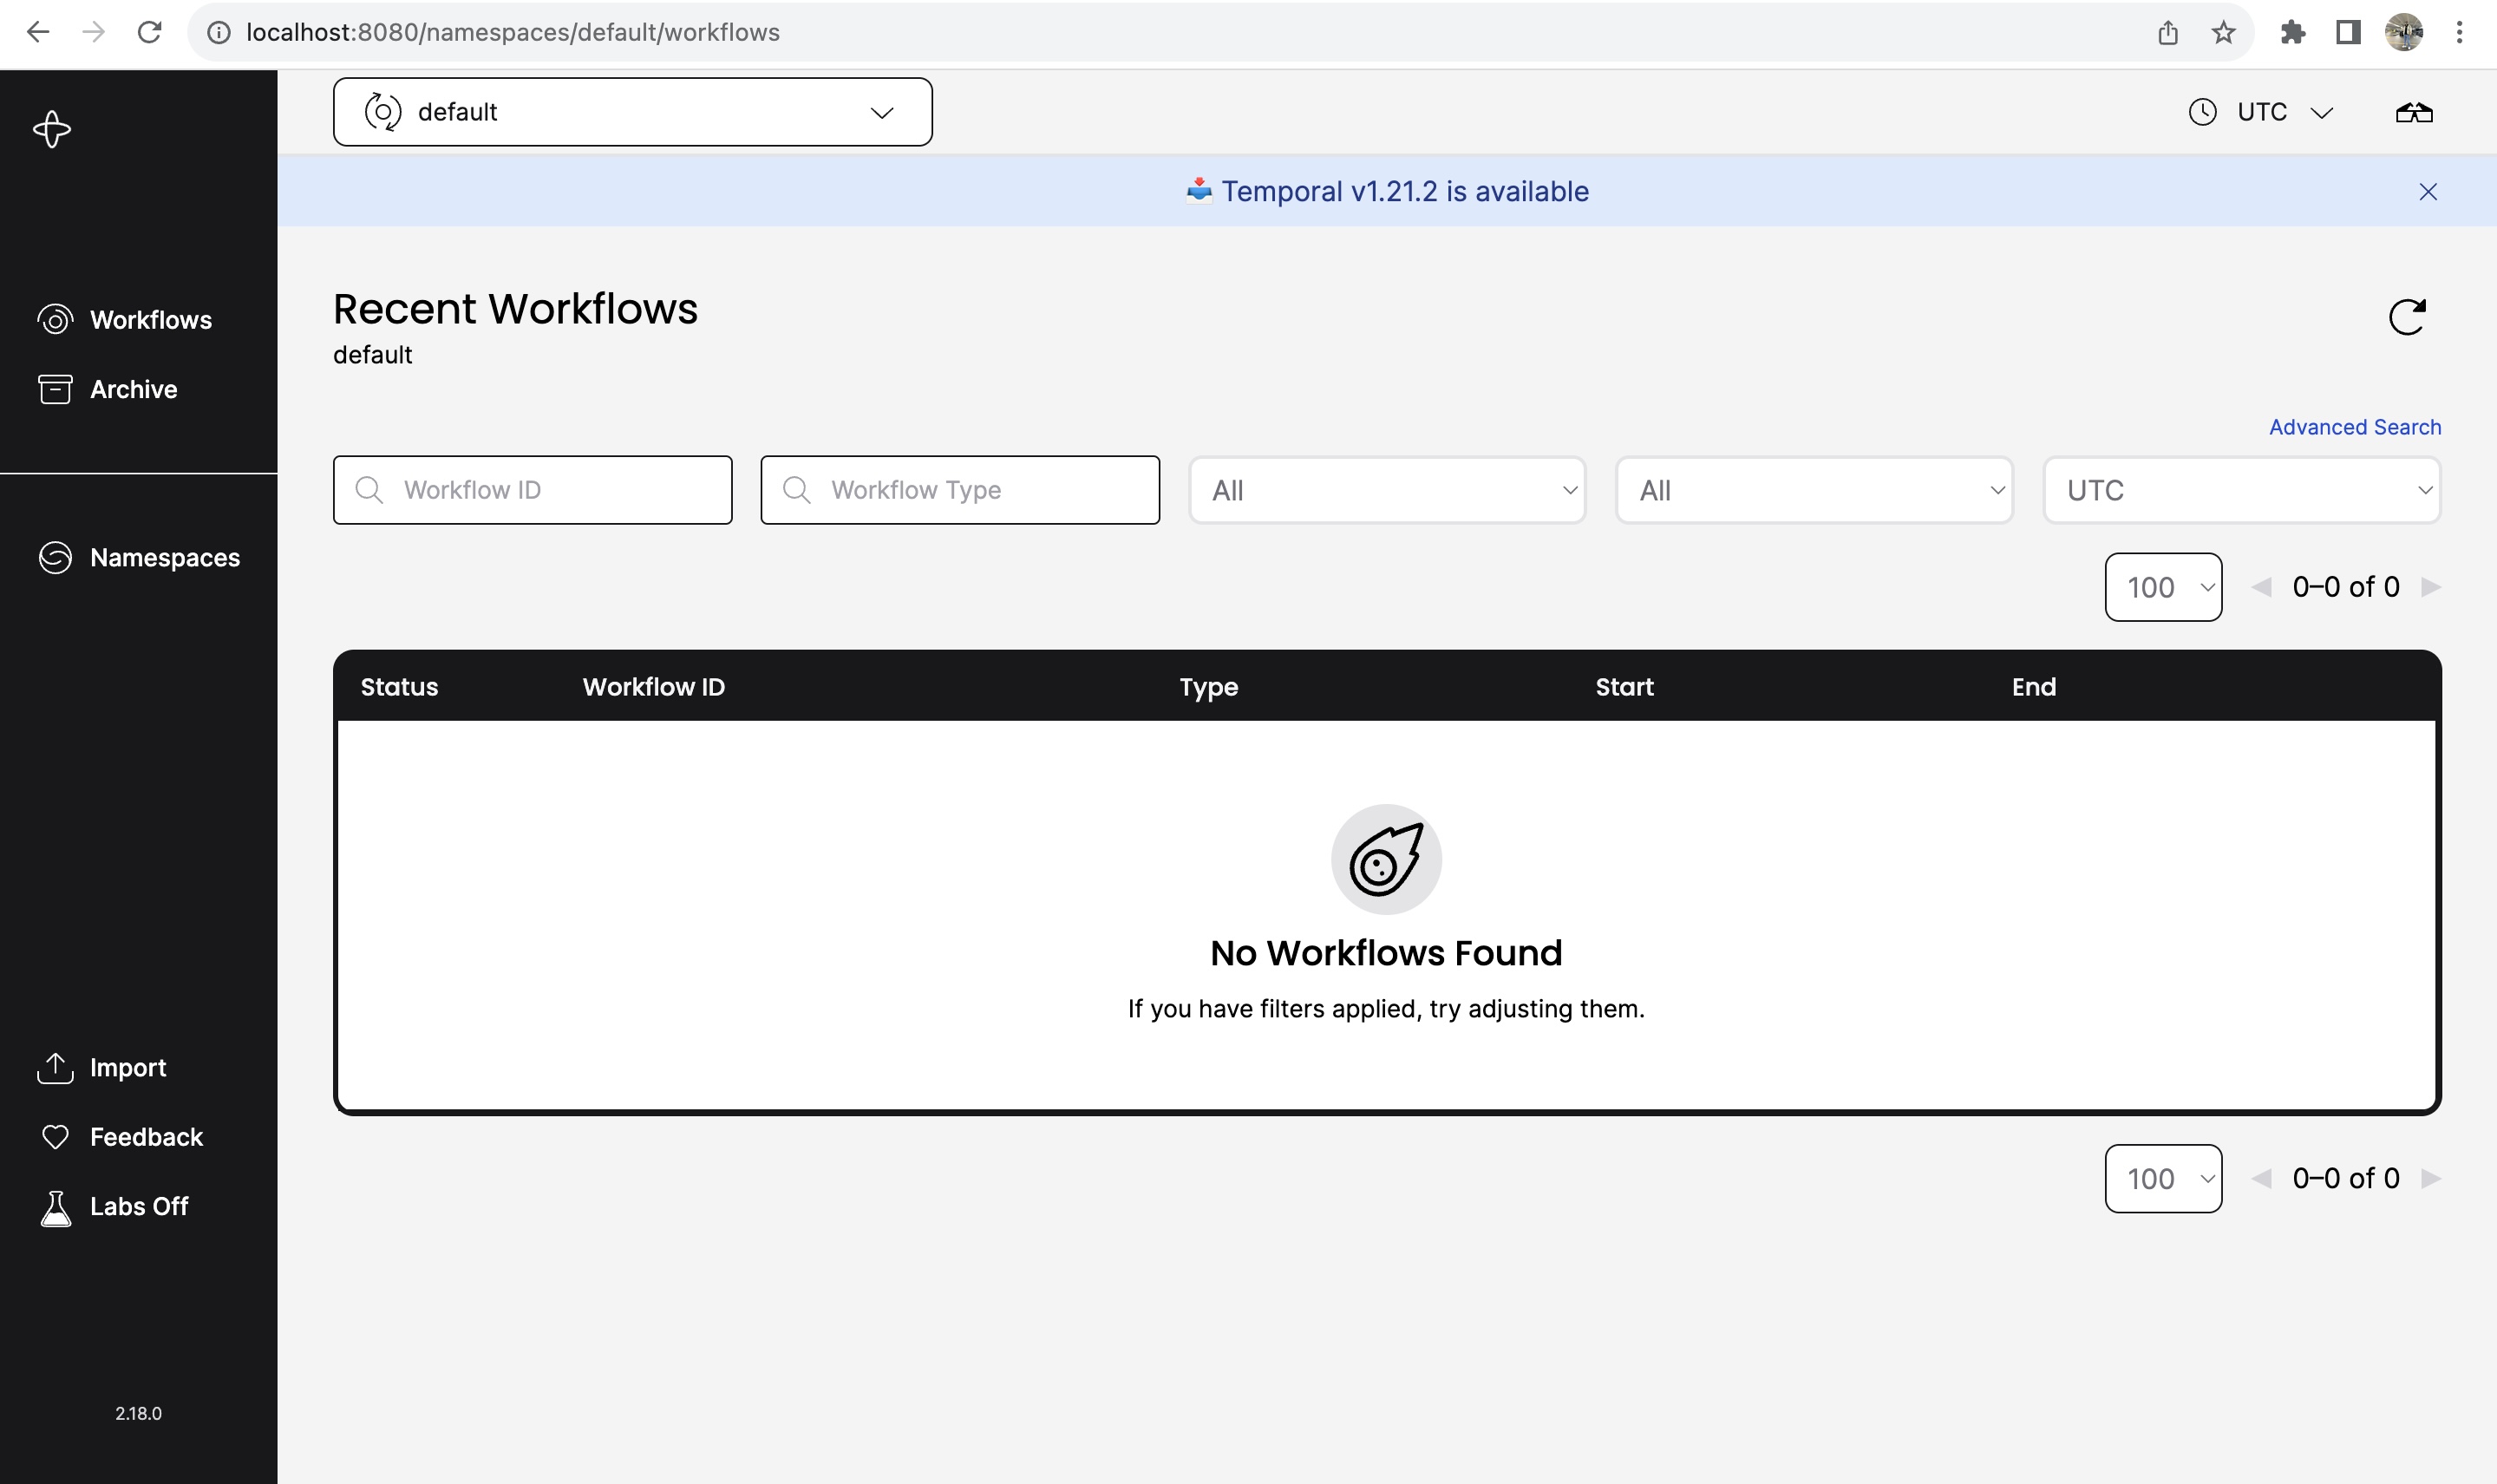 localhost:8080/namespaces/default/workflows
default
UTC
Temporal v1.21.2 is available
Workflows
Archive
Namespaces
Import
Feedback
Labs Off
2.18.0
Recent Workflows
default
Advanced Search
Workflow ID Workflow Type All All UTC
100 0–0 of 0
Status Workflow ID Type Start End
No Workflows Found
If you have filters applied, try adjusting them.
100 0–0 of 0